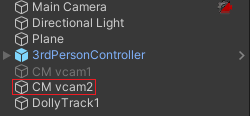 Main Camera
Directional Light
Plane
3rdPersonController
CM vcam1
CM vcam2
DollyTrack1